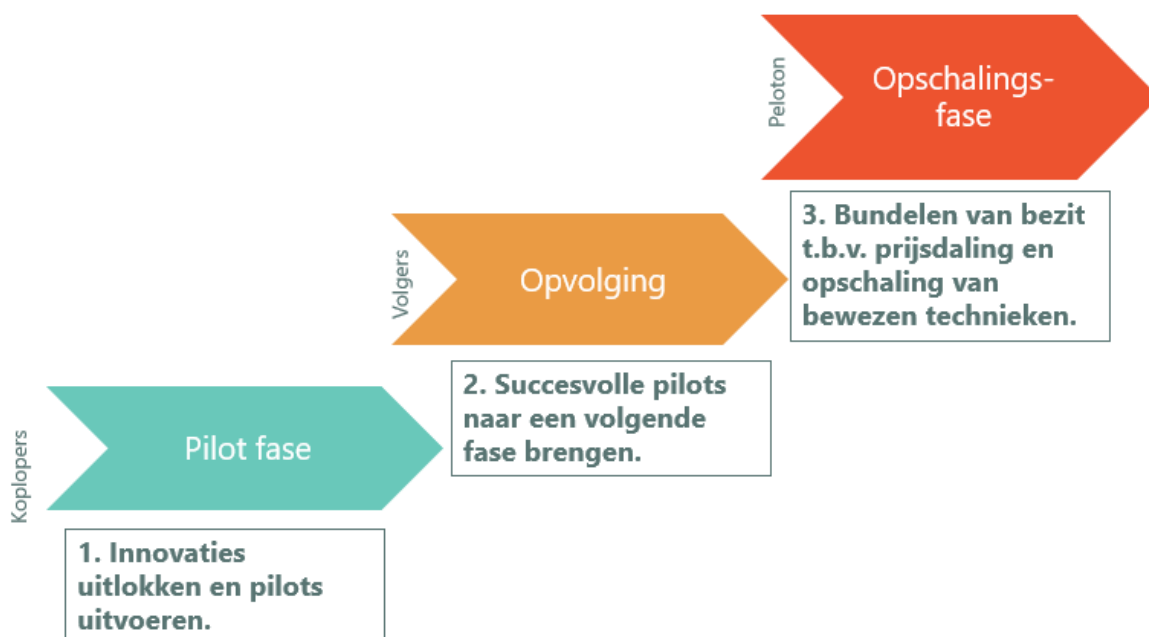 Koplopers
Pilot fase
1. Innovaties
uitlokken en pilots
uitvoeren.
Volgers
Opvolging
2. Succesvolle pilots
naar een volgende
fase brengen.
Peloton
Opschalings-
fase
3. Bundelen van bezit
t.b.v. prijsdaling en
opschaling van
bewezen technieken.